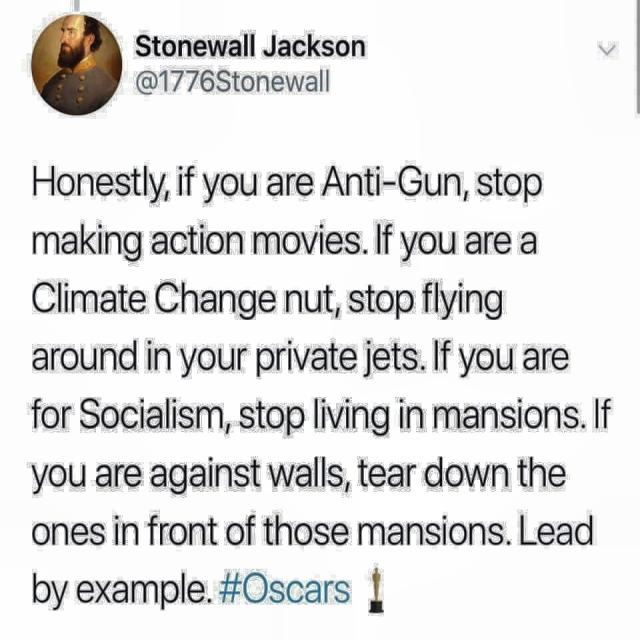 Stonewall Jackson
@1776Stonewall
Honestly, if you are Anti-Gun, stop
making action movies. If you are a
Climate Change nut, stop flying
around in your private jets. If you are
for Socialism, stop living in mansions. If
you are against walls, tear down the
ones in front of those mansions. Lead
by example. #Oscars